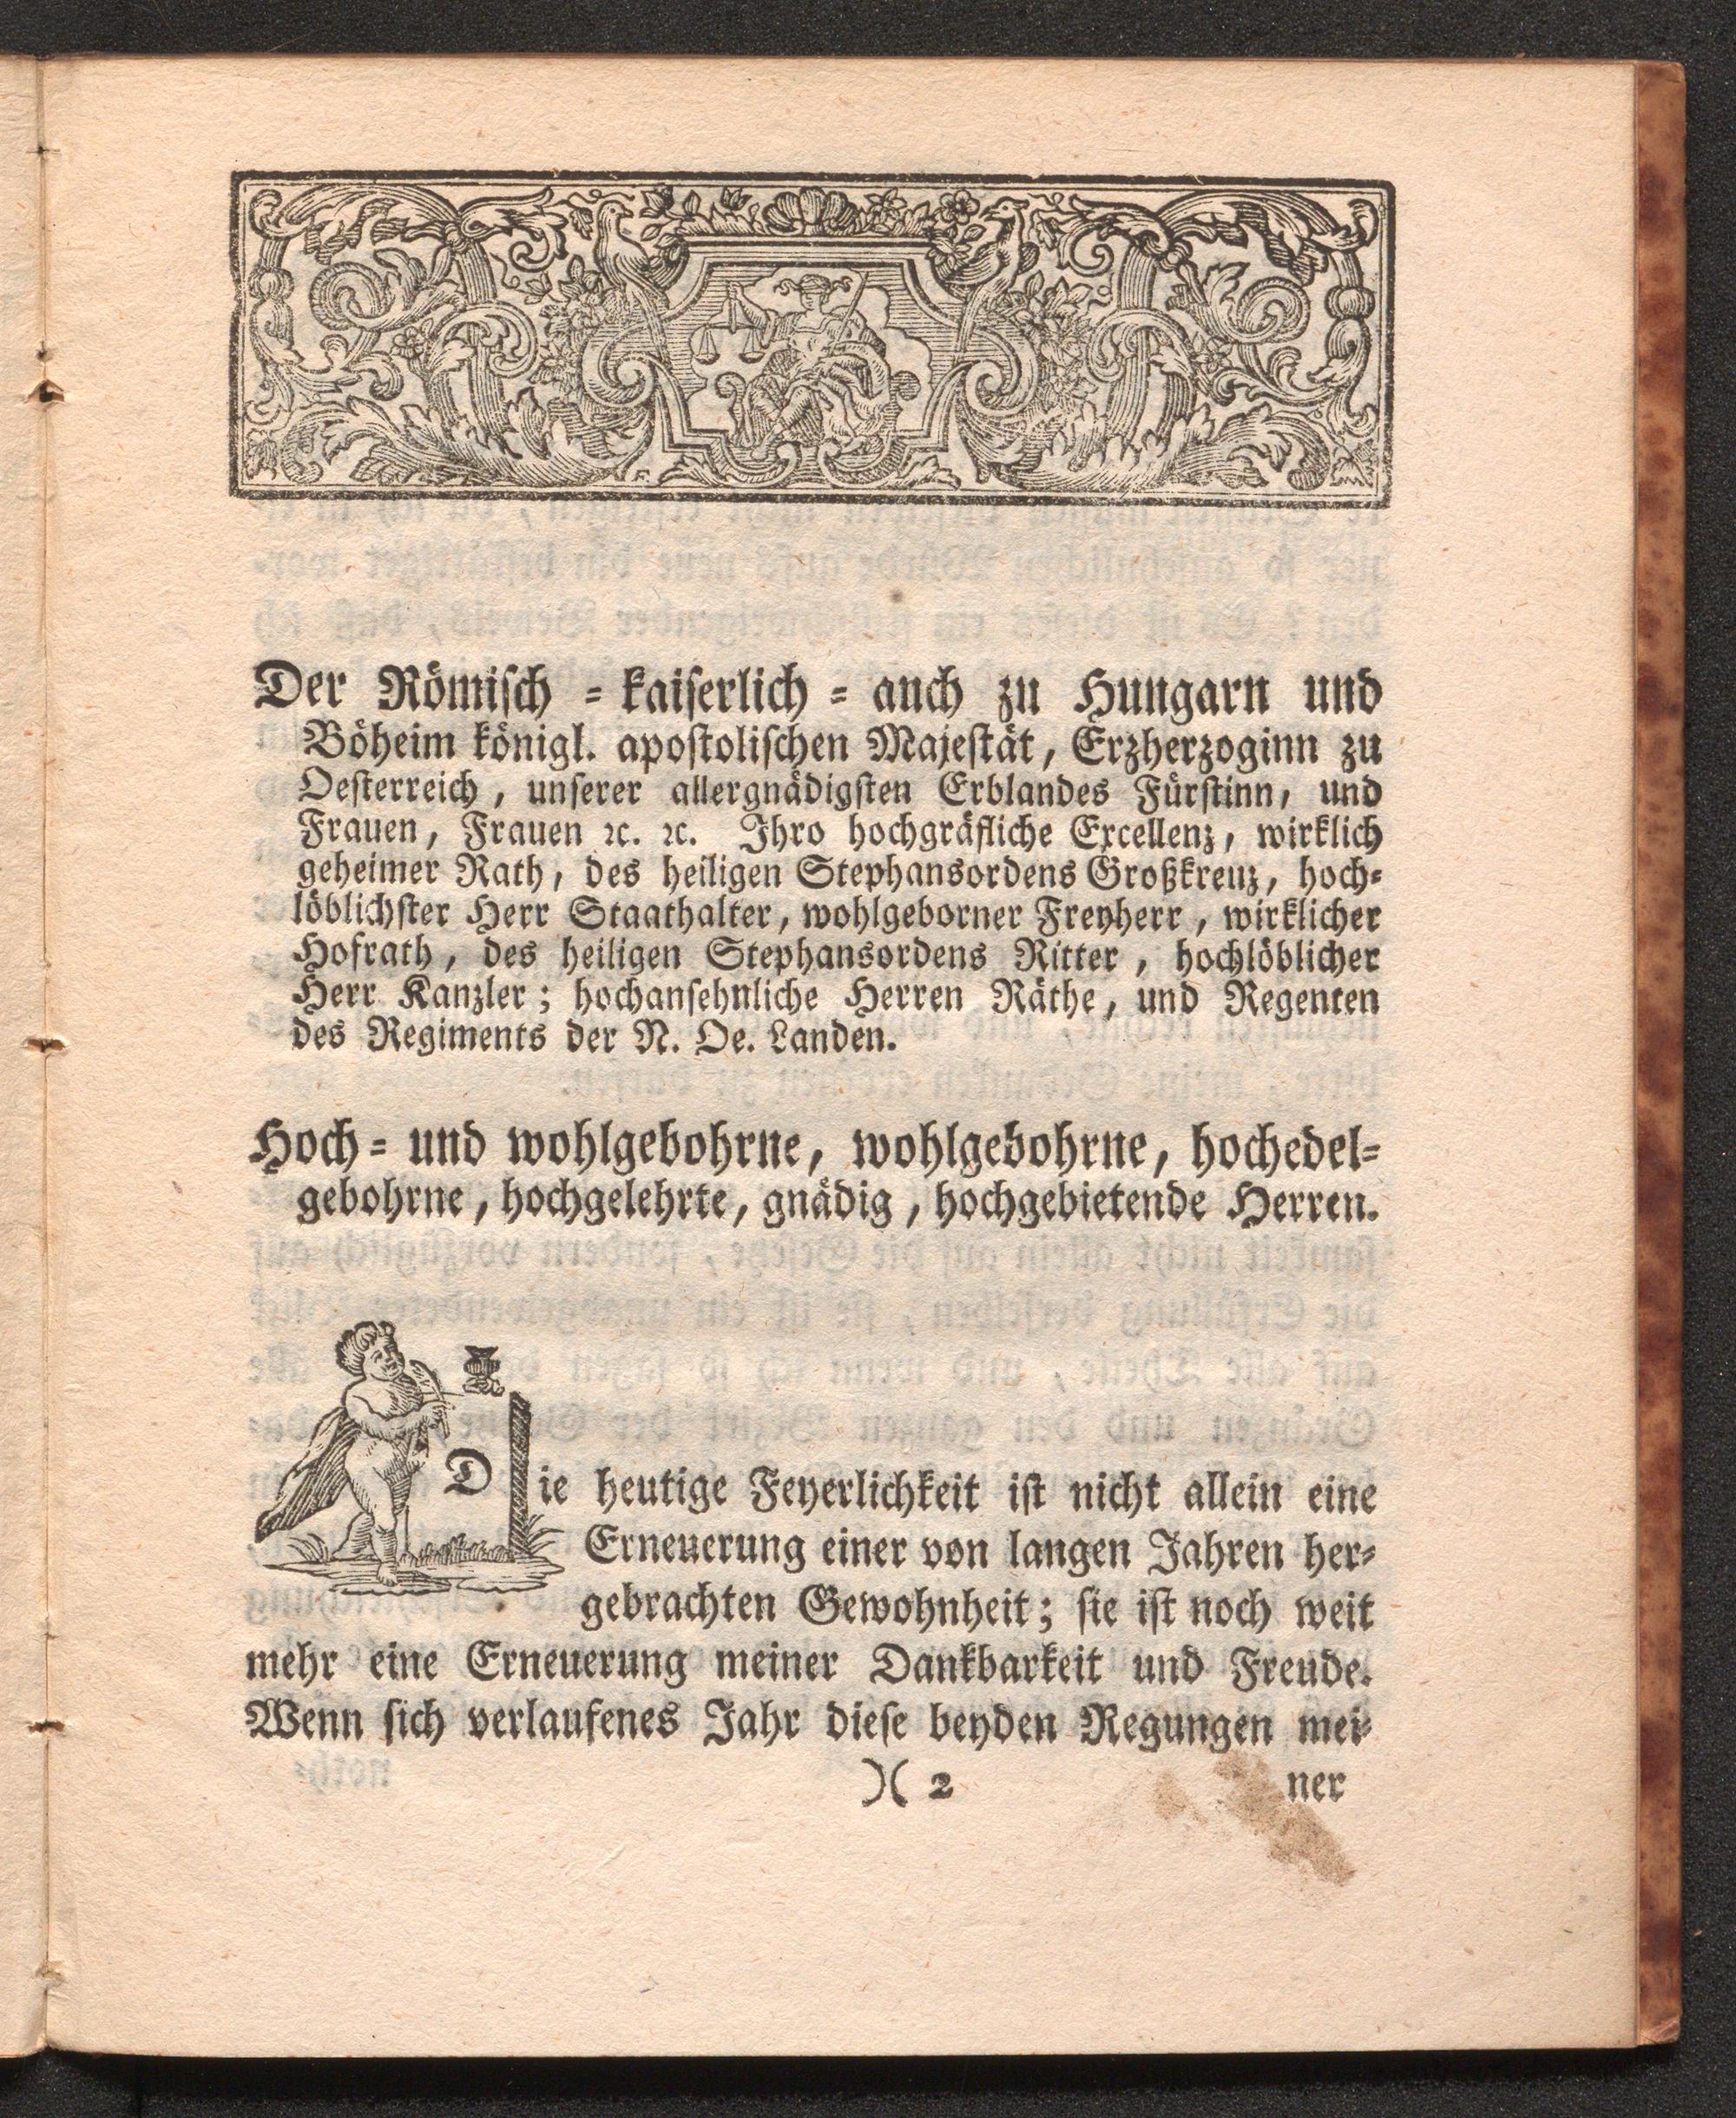 Der Römisch = kaiserlich = auch zu Hungarn und
Böheim königl. apostolischen Majestät, Erzherzoginn zu
Oesterreich, unserer allergnädigsten Erblandes Fürstinn, und
Frauen, Frauen ꝛc. ꝛc. Ihro hochgräfliche Excellenz, wirklich
geheimer Rath, des heiligen Stephansordens Großkreuz, hoch=
löblichster Herr Staathalter, wohlgeborner Freyherr, wirklicher
Hofrath, des heiligen Stephansordens Ritter, hochlöblicher
Herr Kanzler; hochansehnliche Herren Räthe, und Regenten
des Regiments der N. Oe. Landen.
Hoch= und wohlgebohrne, wohlgebohrne, hochedel=
gebohrne, hochgelehrte, gnädig, hochgebietende Herren.
Die heutige Feyerlichkeit ist nicht allein eine
Erneuerung einer von langen Jahren her=
gebrachten Gewohnheit; sie ist noch weit
mehr eine Erneuerung meiner Dankbarkeit und Freude.
Wenn sich verlaufenes Jahr diese beyden Regungen mei=
)( 2 ner